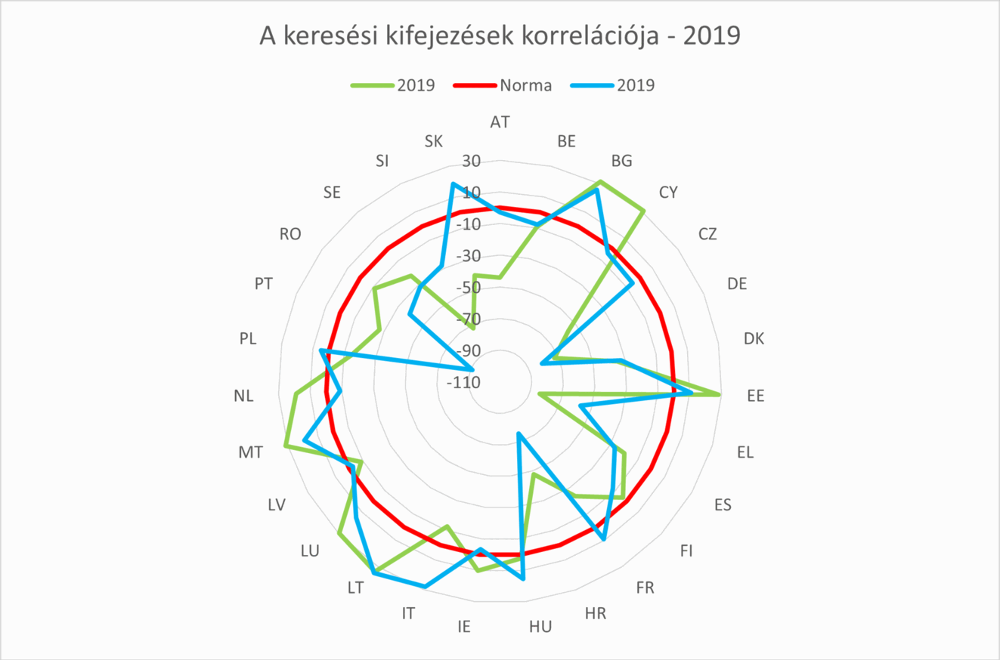 A keresési kifejezések korrelációja - 2019
2019 Norma 2019
AT
BE
BG
CY
CZ
DE
DK
EE
EL
ES
FI
FR
HR
HU
IE
IT
LT
LU
LV
MT
NL
PL
PT
RO
SE
SI
SK
30
10
-10
-30
-50
-70
-90
-110